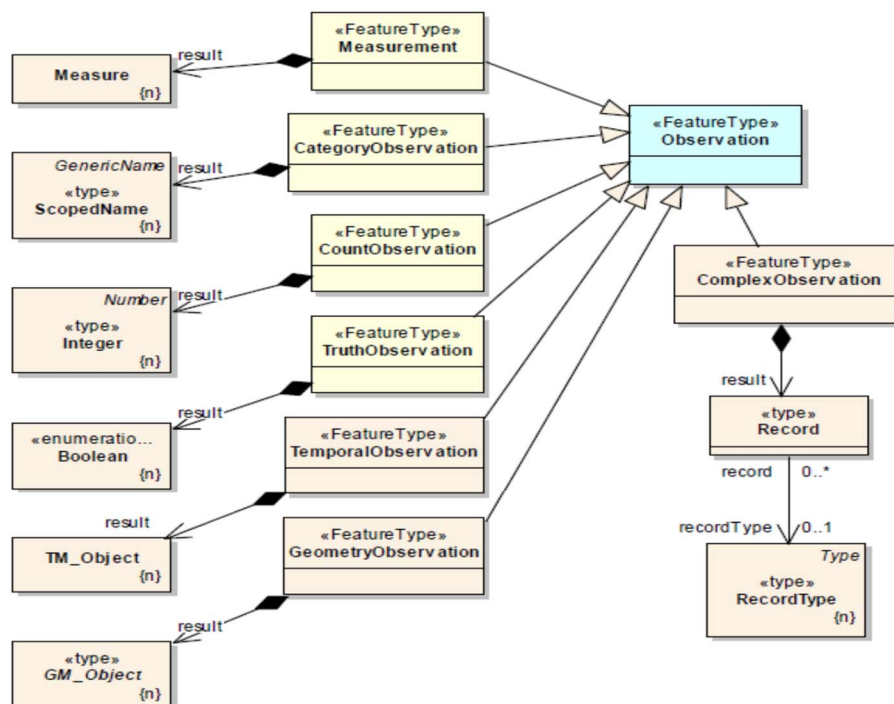 «FeatureType»
Measurement
result
Measure
{n}
«FeatureType»
CategoryObservation
result
GenericName
«type»
ScopedName
{n}
«FeatureType»
CountObservation
result
Number
«type»
Integer
{n}
«FeatureType»
TruthObservation
result
«enumeratio...
Boolean
{n}
«FeatureType»
TemporalObservation
result
TM_Object
{n}
«FeatureType»
GeometryObservation
result
«type»
GM_Object
{n}
«FeatureType»
Observation
«FeatureType»
ComplexObservation
result
«type»
Record
record 0..*
recordType 0..1
Type
«type»
RecordType
{n}